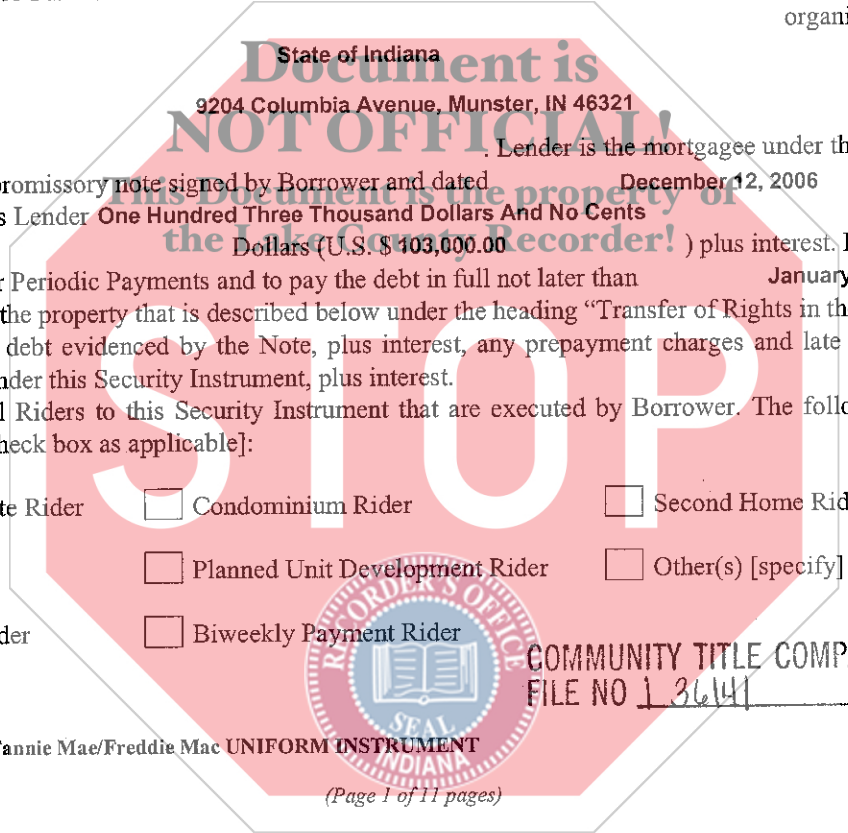 organi
State of Indiana
Document is
9204 Columbia Avenue, Munster, IN 46321
NOT OFFICIAL!
. Lender is the mortgagee under th
romissory note signed by Borrower and dated December 12, 2006
This Document is the property of
s Lender One Hundred Three Thousand Dollars And No Cents
the Lake County Recorder!
Dollars (U.S. $ 103,000.00 ) plus interest.
r Periodic Payments and to pay the debt in full not later than January
the property that is described below under the heading “Transfer of Rights in th
debt evidenced by the Note, plus interest, any prepayment charges and late
nder this Security Instrument, plus interest.
l Riders to this Security Instrument that are executed by Borrower. The follo
heck box as applicable]:
STOP
te Rider Condominium Rider Second Home Rid
Planned Unit Development Rider Other(s) [specify]
der Biweekly Payment Rider
RECORDER'S OFFICE
SEAL
INDIANA
COMMUNITY TITLE COMP
FILE NO L 36141
annie Mae/Freddie Mac UNIFORM INSTRUMENT
(Page 1 of 11 pages)